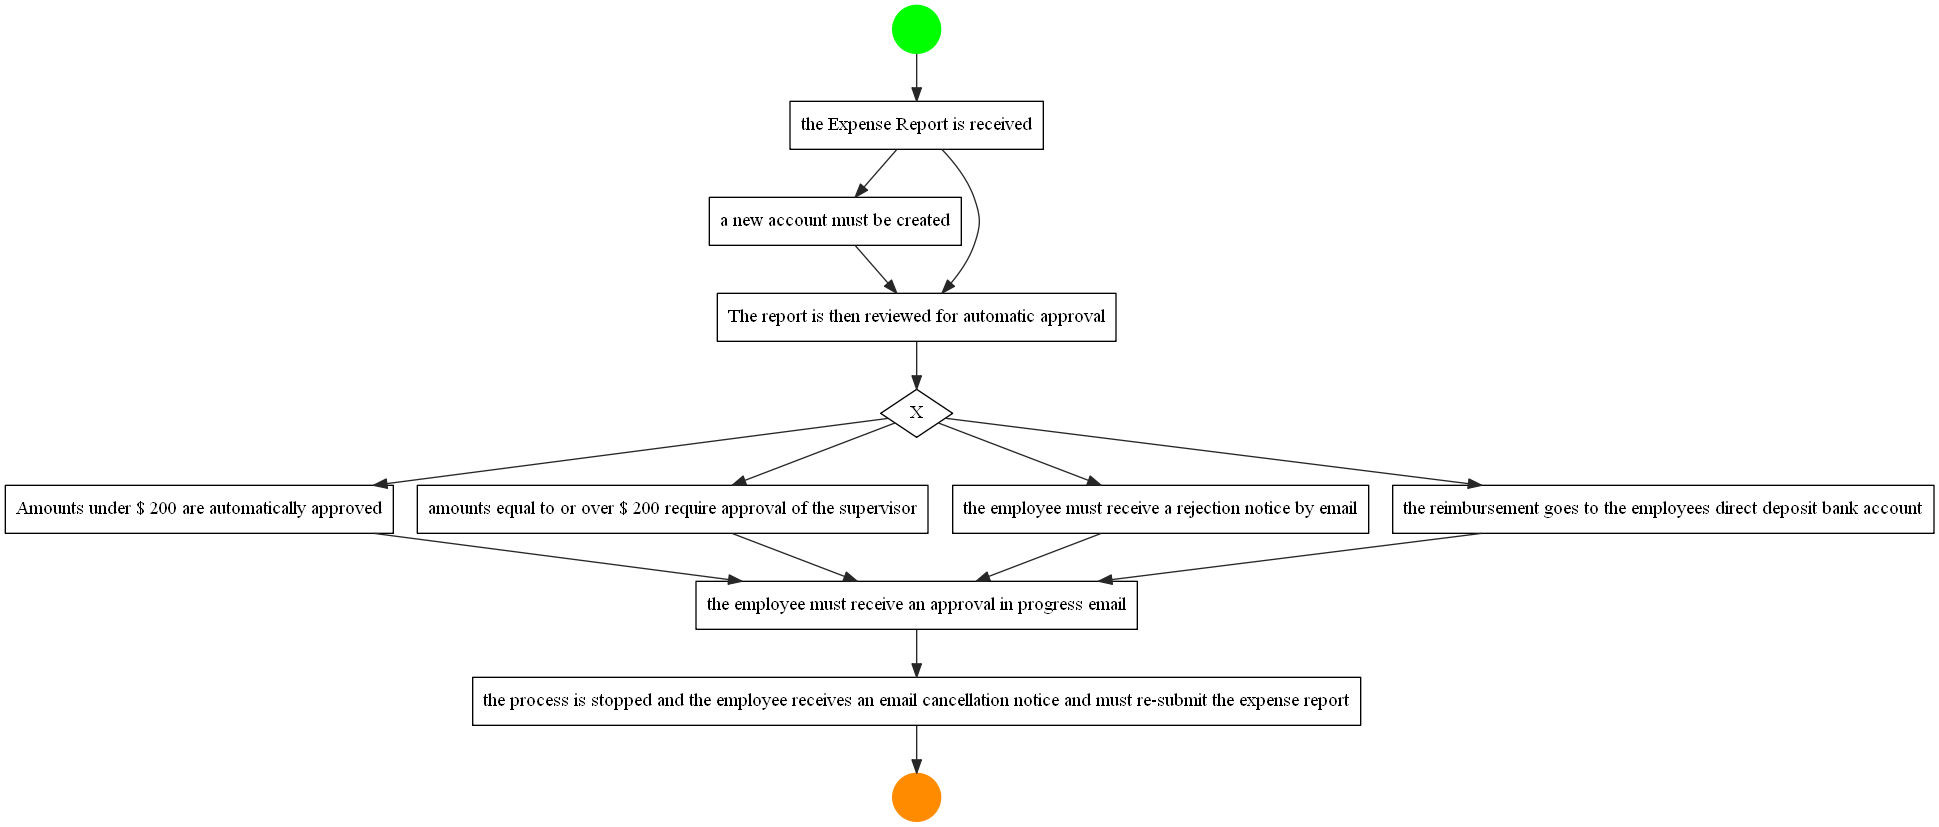 the Expense Report is received
a new account must be created
The report is then reviewed for automatic approval
X
Amounts under $ 200 are automatically approved
amounts equal to or over $ 200 require approval of the supervisor
the employee must receive a rejection notice by email
the reimbursement goes to the employees direct deposit bank account
the employee must receive an approval in progress email
the process is stopped and the employee receives an email cancellation notice and must re-submit the expense report